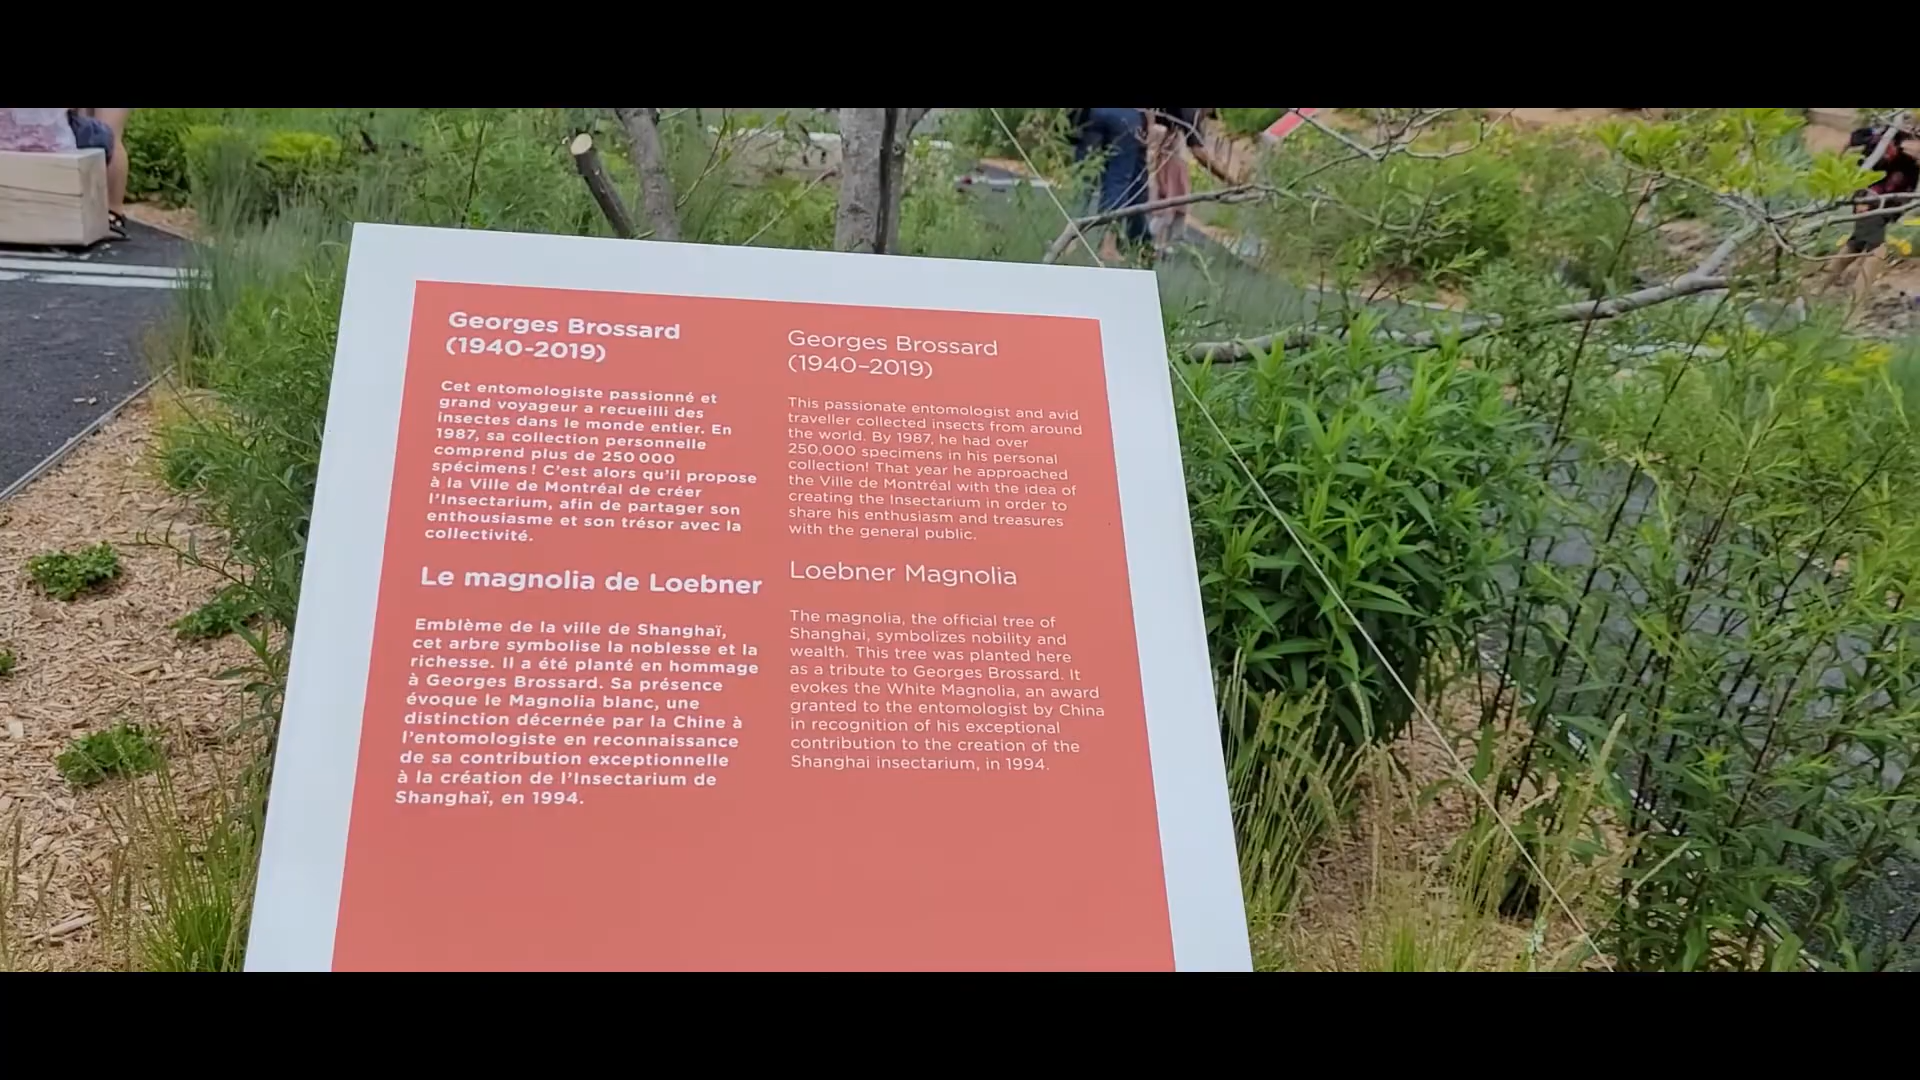 Georges Brossard
(1940-2019)
Cet entomologiste passionné et
grand voyageur a recueilli des
insectes dans le monde entier. En
1987, sa collection personnelle
comprend plus de 250 000
spécimens ! C'est alors qu'il propose
à la Ville de Montréal de créer
l'Insectarium, afin de partager son
enthousiasme et son trésor avec la
collectivité.
Le magnolia de Loebner
Emblème de la ville de Shanghaï,
cet arbre symbolise la noblesse et la
richesse. Il a été planté en hommage
à Georges Brossard. Sa présence
évoque le Magnolia blanc, une
distinction décernée par la Chine à
l'entomologiste en reconnaissance
de sa contribution exceptionnelle
à la création de l'Insectarium de
Shanghaï, en 1994.
Georges Brossard
(1940–2019)
This passionate entomologist and avid
traveller collected insects from around
the world. By 1987, he had over
250,000 specimens in his personal
collection! That year he approached
the Ville de Montréal with the idea of
creating the Insectarium in order to
share his enthusiasm and treasures
with the general public.
Loebner Magnolia
The magnolia, the official tree of
Shanghai, symbolizes nobility and
wealth. This tree was planted here
as a tribute to Georges Brossard. It
evokes the White Magnolia, an award
granted to the entomologist by China
in recognition of his exceptional
contribution to the creation of the
Shanghai insectarium, in 1994.